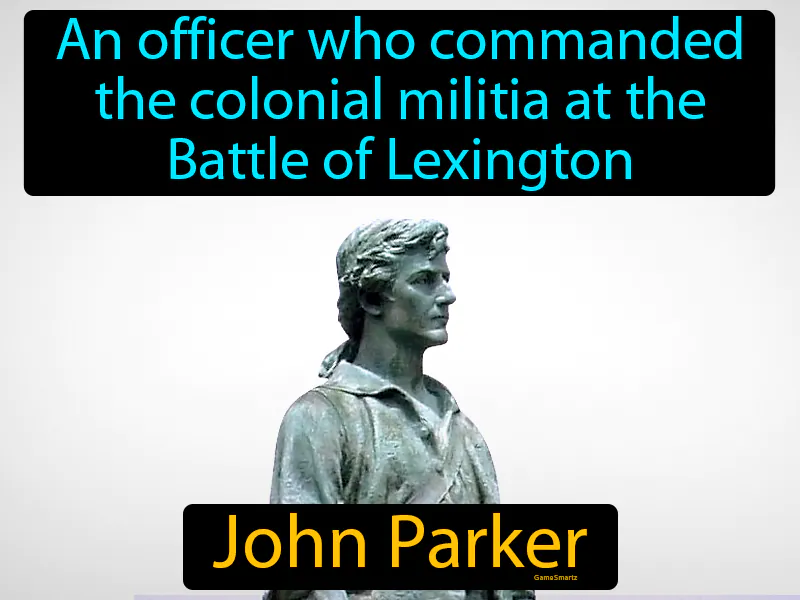 An officer who commanded
the colonial militia at the
Battle of Lexington
John Parker
GameSmartz